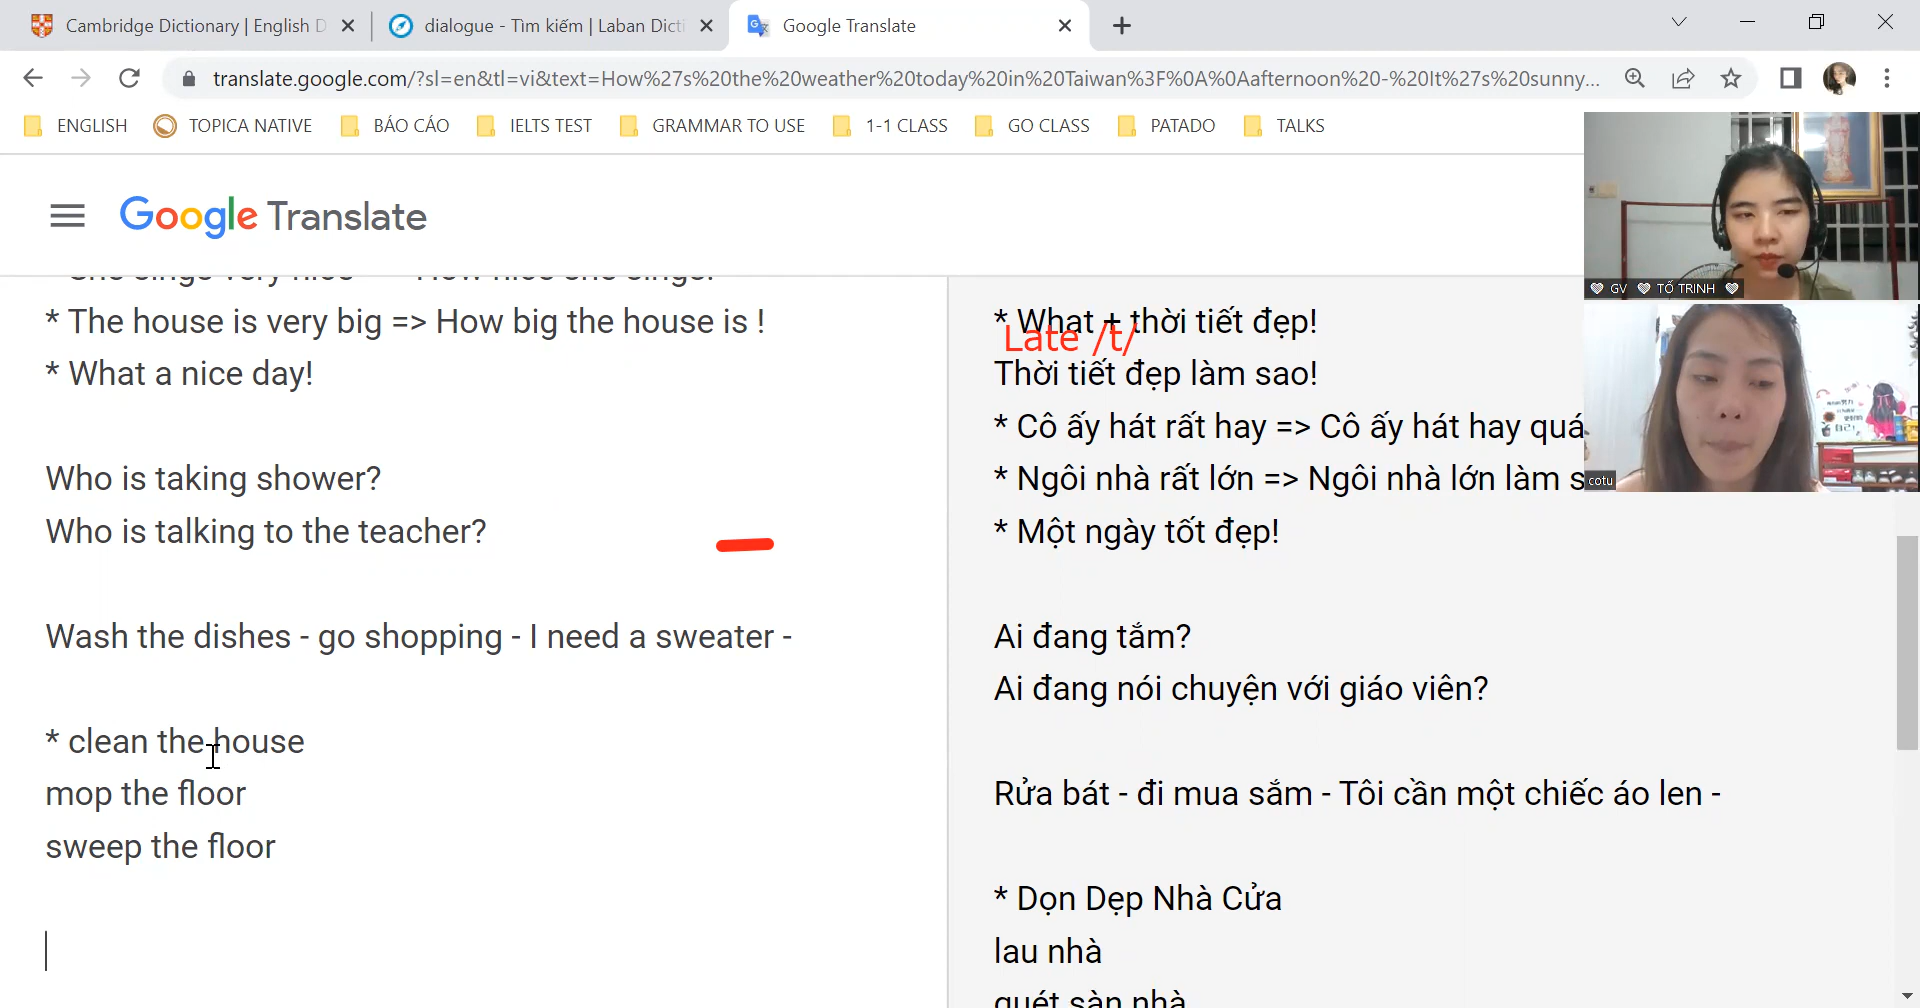 Cambridge Dictionary | English D
dialogue - Tìm kiếm | Laban Dicti
Google Translate
translate.google.com/?sl=en&tl=vi&text=How%27s%20the%20weather%20today%20in%20Taiwan%3F%0A%0Aafternoon%20-%20It%27s%20sunny...
ENGLISH
TOPICA NATIVE
BÁO CÁO
IELTS TEST
GRAMMAR TO USE
1-1 CLASS
GO CLASS
PATADO
TALKS
Google Translate
* The house is very big => How big the house is !
* What a nice day!
Who is taking shower?
Who is talking to the teacher?
Wash the dishes - go shopping - I need a sweater -
* clean the house
mop the floor
sweep the floor
* What + thời tiết đẹp!
Late /t/
Thời tiết đẹp làm sao!
* Cô ấy hát rất hay => Cô ấy hát hay quá
* Ngôi nhà rất lớn => Ngôi nhà lớn làm s
* Một ngày tốt đẹp!
Ai đang tắm?
Ai đang nói chuyện với giáo viên?
Rửa bát - đi mua sắm - Tôi cần một chiếc áo len -
* Dọn Dẹp Nhà Cửa
lau nhà
quét sàn nhà
GV TỐ TRINH
cotu